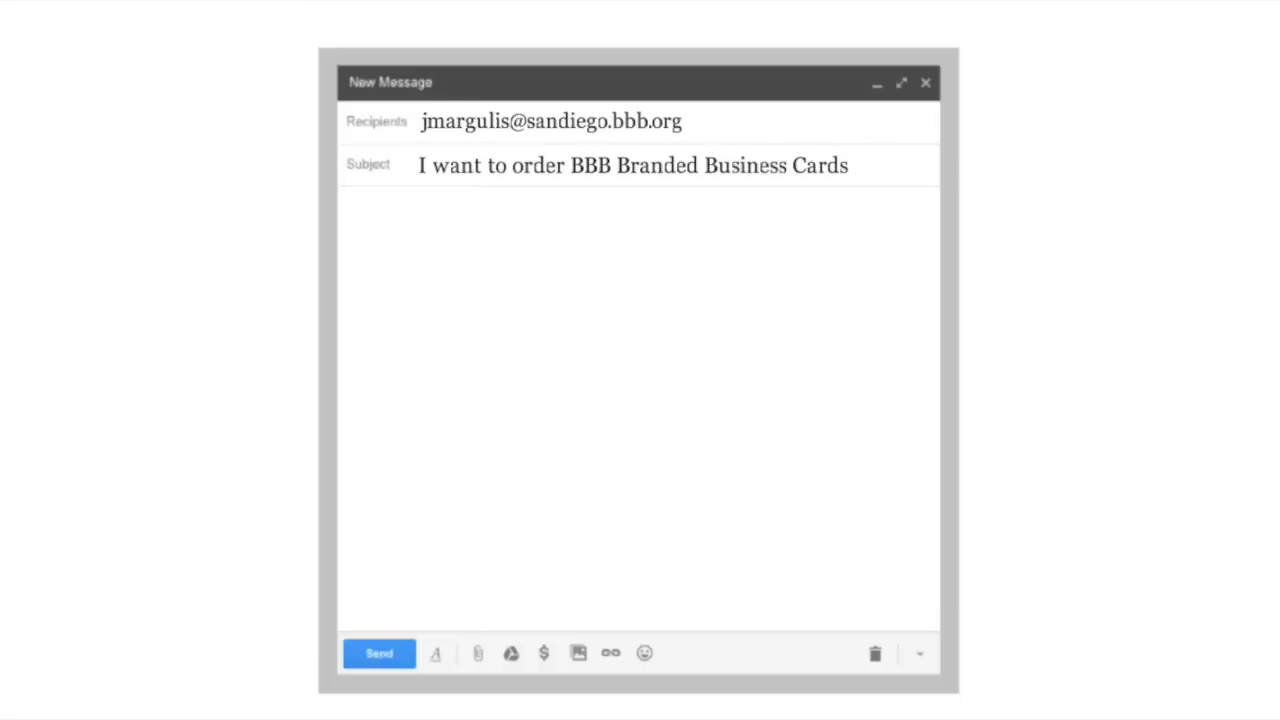 New Message
Recipients jmargulis@sandiego.bbb.org
Subject I want to order BBB Branded Business Cards
Send A $